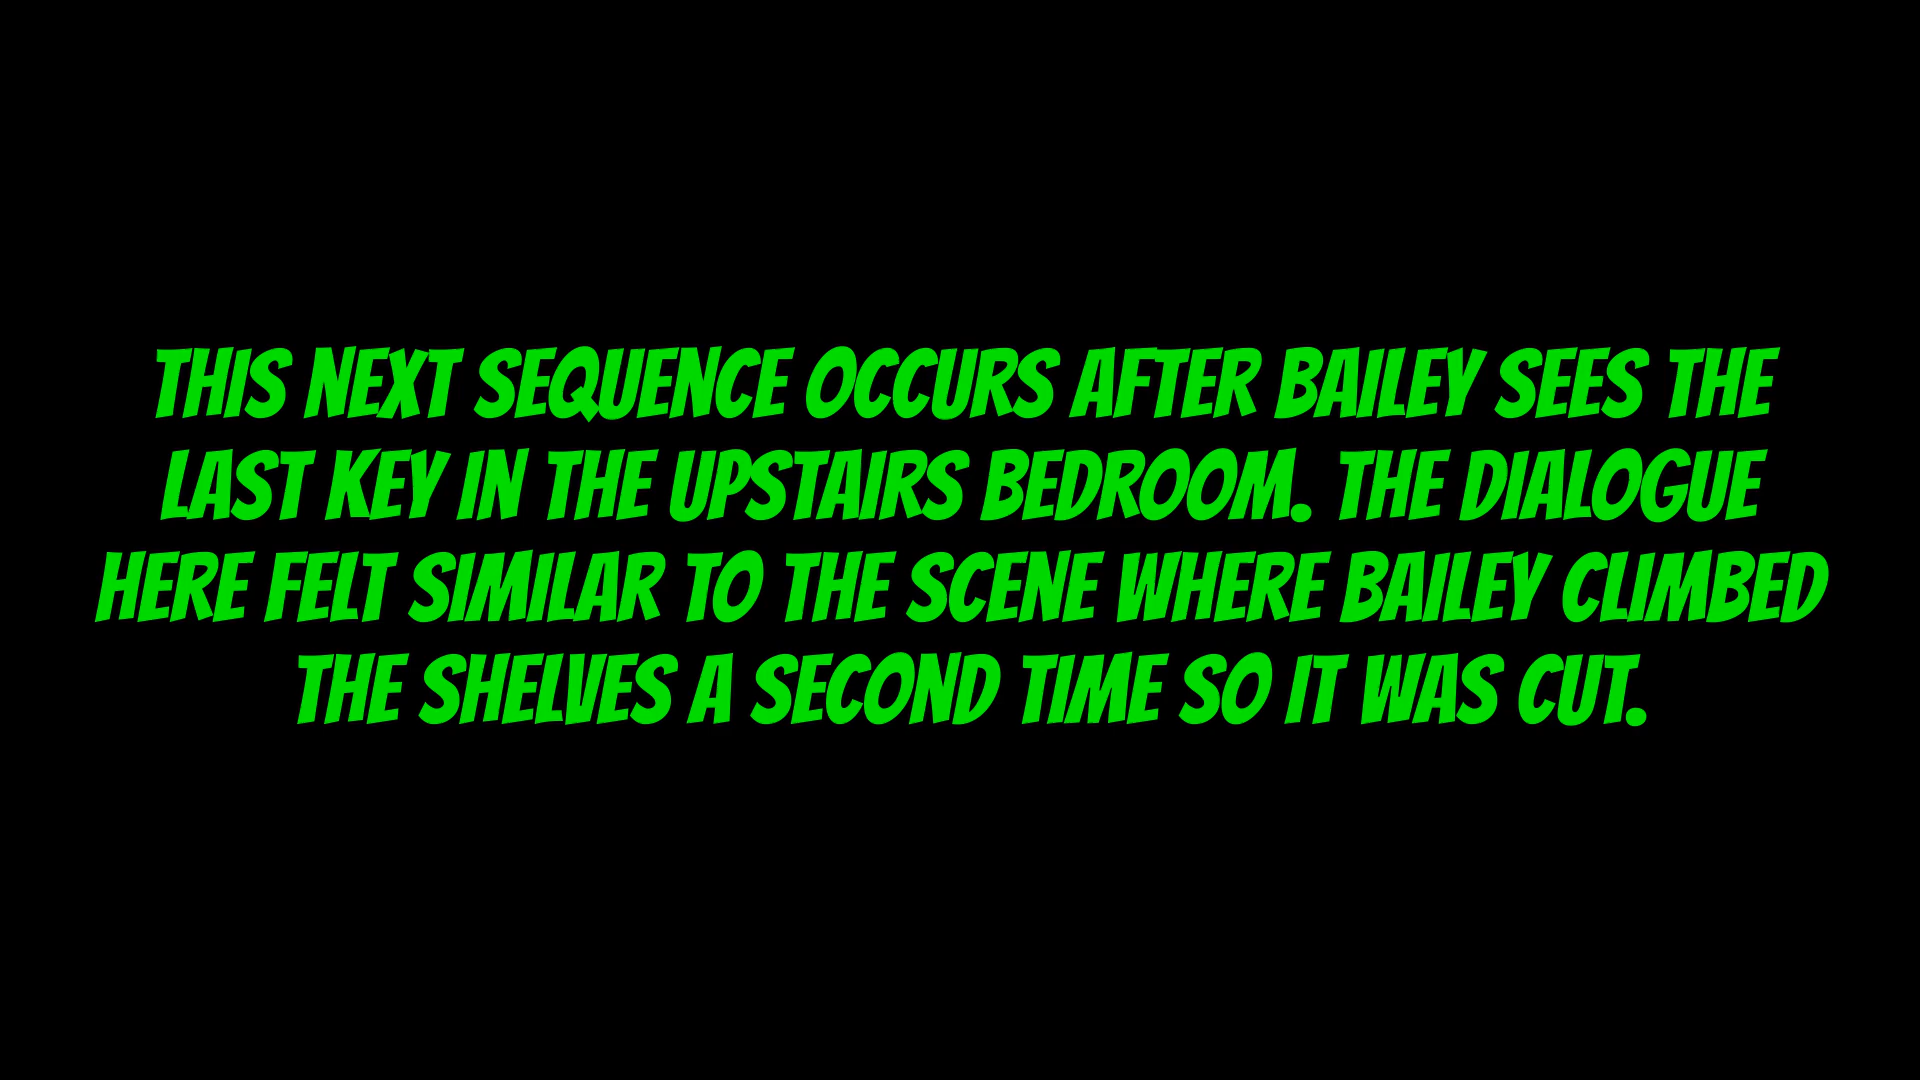 THIS NEXT SEQUENCE OCCURS AFTER BAILEY SEES THE
LAST KEY IN THE UPSTAIRS BEDROOM. THE DIALOGUE
HERE FELT SIMILAR TO THE SCENE WHERE BAILEY CLIMBED
THE SHELVES A SECOND TIME SO IT WAS CUT.